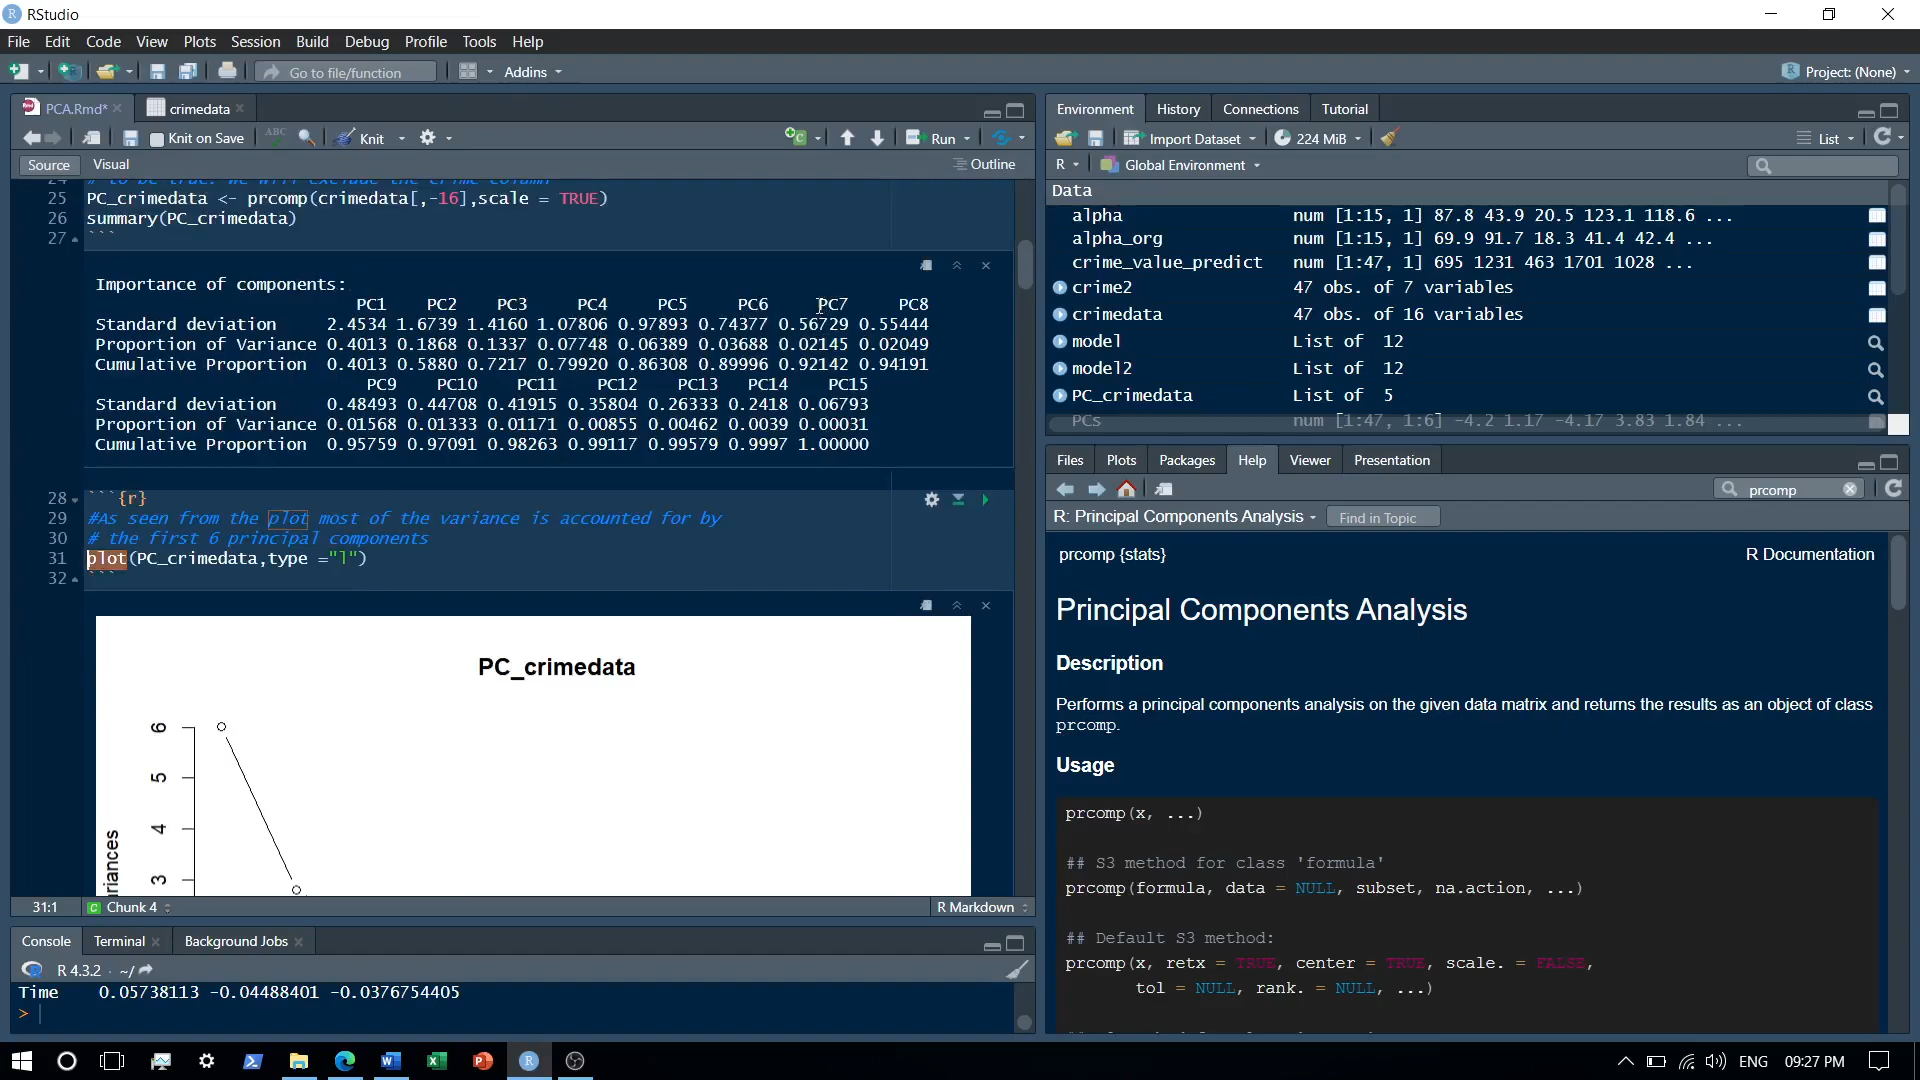 RStudio
File Edit Code View Plots Session Build Debug Profile Tools Help
Go to file/function Addins Project: (None)
PCA.Rmd* crimedata
Knit on Save ABC Knit Run
Source Visual Outline
25 PC_crimedata <- prcomp(crimedata[,-16],scale = TRUE)
26 summary(PC_crimedata)
27 ```
Importance of components:
PC1 PC2 PC3 PC4 PC5 PC6 PC7 PC8
Standard deviation 2.4534 1.6739 1.4160 1.07806 0.97893 0.74377 0.56729 0.55444
Proportion of Variance 0.4013 0.1868 0.1337 0.07748 0.06389 0.03688 0.02145 0.02049
Cumulative Proportion 0.4013 0.5880 0.7217 0.79920 0.86308 0.89996 0.92142 0.94191
PC9 PC10 PC11 PC12 PC13 PC14 PC15
Standard deviation 0.48493 0.44708 0.41915 0.35804 0.26333 0.2418 0.06793
Proportion of Variance 0.01568 0.01333 0.01171 0.00855 0.00462 0.0039 0.00031
Cumulative Proportion 0.95759 0.97091 0.98263 0.99117 0.99579 0.9997 1.00000
28 ```{r}
29 #As seen from the plot most of the variance is accounted for by
30 # the first 6 principal components
31 plot(PC_crimedata,type ="l")
32 ```
PC_crimedata
6
5
4
3
31:1 Chunk 4 R Markdown
Console Terminal Background Jobs
R 4.3.2 · ~/
Time 0.05738113 -0.04488401 -0.0376754405
>
Environment History Connections Tutorial
Import Dataset 224 MiB List
R Global Environment
Data
alpha num [1:15, 1] 87.8 43.9 20.5 123.1 118.6 ...
alpha_org num [1:15, 1] 69.9 91.7 18.3 41.4 42.4 ...
crime_value_predict num [1:47, 1] 695 1231 463 1701 1028 ...
crime2 47 obs. of 7 variables
crimedata 47 obs. of 16 variables
model List of 12
model2 List of 12
PC_crimedata List of 5
PCs num [1:47, 1:6] -4.2 1.17 -4.17 3.83 1.84 ...
Files Plots Packages Help Viewer Presentation
prcomp
R: Principal Components Analysis Find in Topic
prcomp {stats} R Documentation
Principal Components Analysis
Description
Performs a principal components analysis on the given data matrix and returns the results as an object of class
prcomp.
Usage
prcomp(x, ...)
## S3 method for class 'formula'
prcomp(formula, data = NULL, subset, na.action, ...)
## Default S3 method:
prcomp(x, retx = TRUE, center = TRUE, scale. = FALSE,
tol = NULL, rank. = NULL, ...)
ENG 09:27 PM